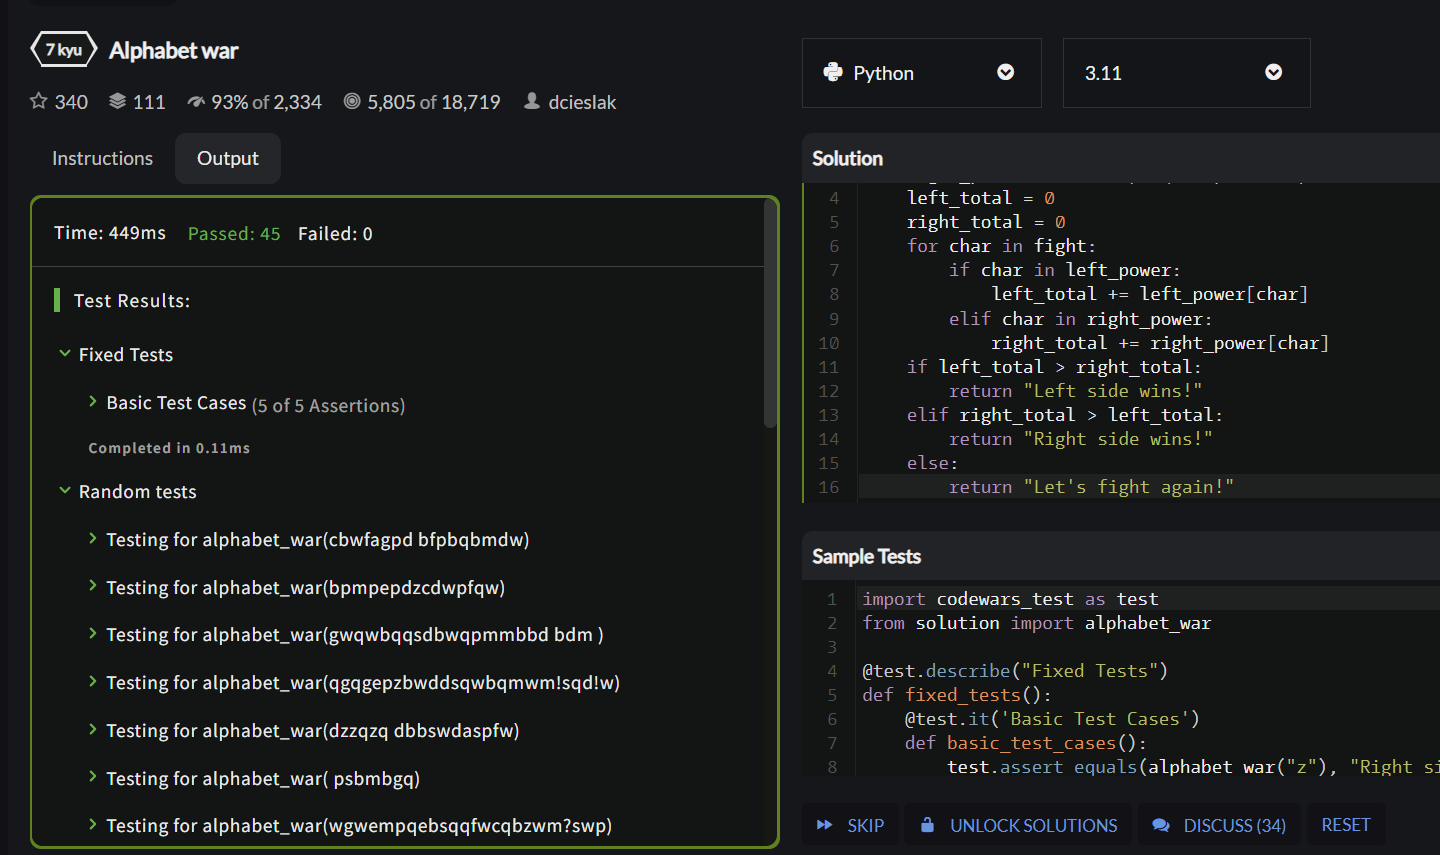 7 kyu Alphabet war
340 111 93% of 2,334 5,805 of 18,719 dcieslak
Instructions Output
Time: 449ms Passed: 45 Failed: 0
Test Results:
Fixed Tests
Basic Test Cases (5 of 5 Assertions)
Completed in 0.11ms
Random tests
Testing for alphabet_war(cbwfagpd bfpbqbmdw)
Testing for alphabet_war(bpmpepdzcdwpfqw)
Testing for alphabet_war(gwqwbqqsdbwqpmmbbd bdm )
Testing for alphabet_war(qgqgepzbwddsqwbqmwm!sqd!w)
Testing for alphabet_war(dzzqzq dbbswdaspfw)
Testing for alphabet_war( psbmbgq)
Testing for alphabet_war(wgwempqebsqqfwcqbzwm?swp)
Python 3.11
Solution
4 left_total = 0
5 right_total = 0
6 for char in fight:
7 if char in left_power:
8 left_total += left_power[char]
9 elif char in right_power:
10 right_total += right_power[char]
11 if left_total > right_total:
12 return "Left side wins!"
13 elif right_total > left_total:
14 return "Right side wins!"
15 else:
16 return "Let's fight again!"
Sample Tests
1 import codewars_test as test
2 from solution import alphabet_war
3
4 @test.describe("Fixed Tests")
5 def fixed_tests():
6 @test.it('Basic Test Cases')
7 def basic_test_cases():
8 test.assert_equals(alphabet_war("z"), "Right si
SKIP UNLOCK SOLUTIONS DISCUSS (34) RESET